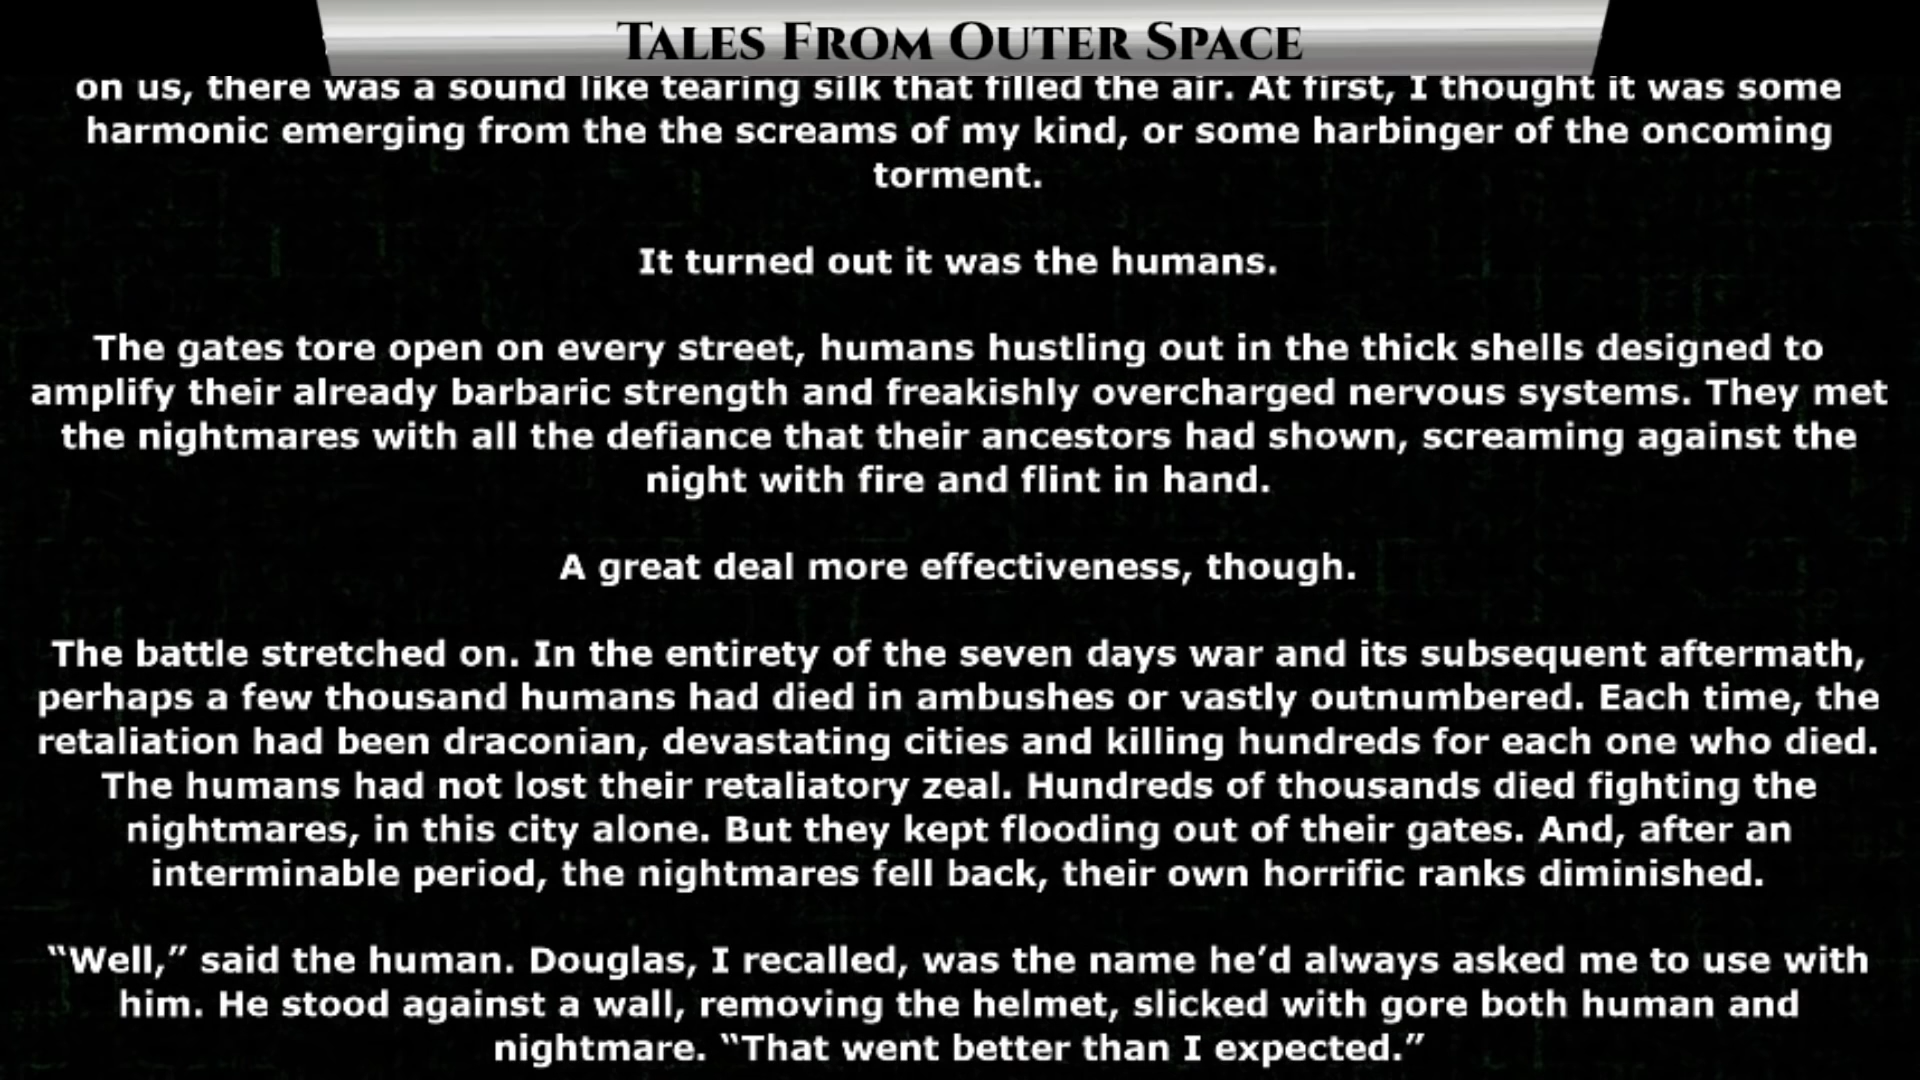 Tales From Outer Space
on us, there was a sound like tearing silk that filled the air. At first, I thought it was some
harmonic emerging from the the screams of my kind, or some harbinger of the oncoming
torment.
It turned out it was the humans.
The gates tore open on every street, humans hustling out in the thick shells designed to
amplify their already barbaric strength and freakishly overcharged nervous systems. They met
the nightmares with all the defiance that their ancestors had shown, screaming against the
night with fire and flint in hand.
A great deal more effectiveness, though.
The battle stretched on. In the entirety of the seven days war and its subsequent aftermath,
perhaps a few thousand humans had died in ambushes or vastly outnumbered. Each time, the
retaliation had been draconian, devastating cities and killing hundreds for each one who died.
The humans had not lost their retaliatory zeal. Hundreds of thousands died fighting the
nightmares, in this city alone. But they kept flooding out of their gates. And, after an
interminable period, the nightmares fell back, their own horrific ranks diminished.
“Well,” said the human. Douglas, I recalled, was the name he’d always asked me to use with
him. He stood against a wall, removing the helmet, slicked with gore both human and
nightmare. “That went better than I expected.”